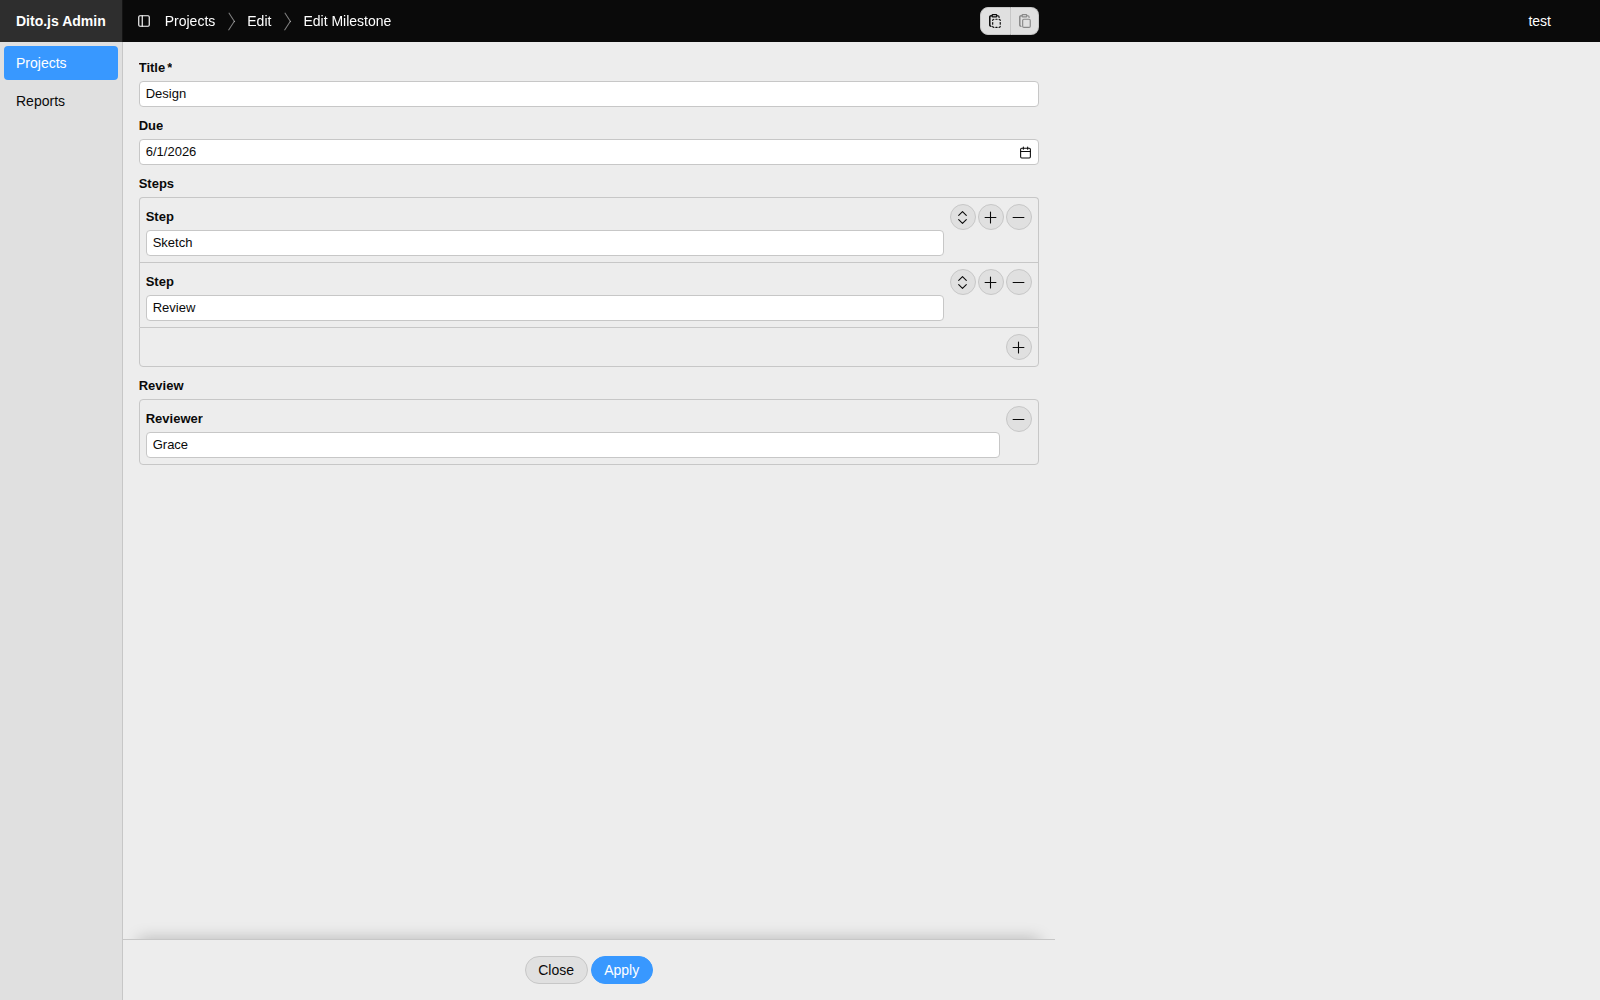 Dito.js Admin
Projects
Edit
Edit Milestone
test
Projects
Reports
Title *
Design
Due
6/1/2026
Steps
Step
Sketch
Step
Review
Review
Reviewer
Grace
Close
Apply